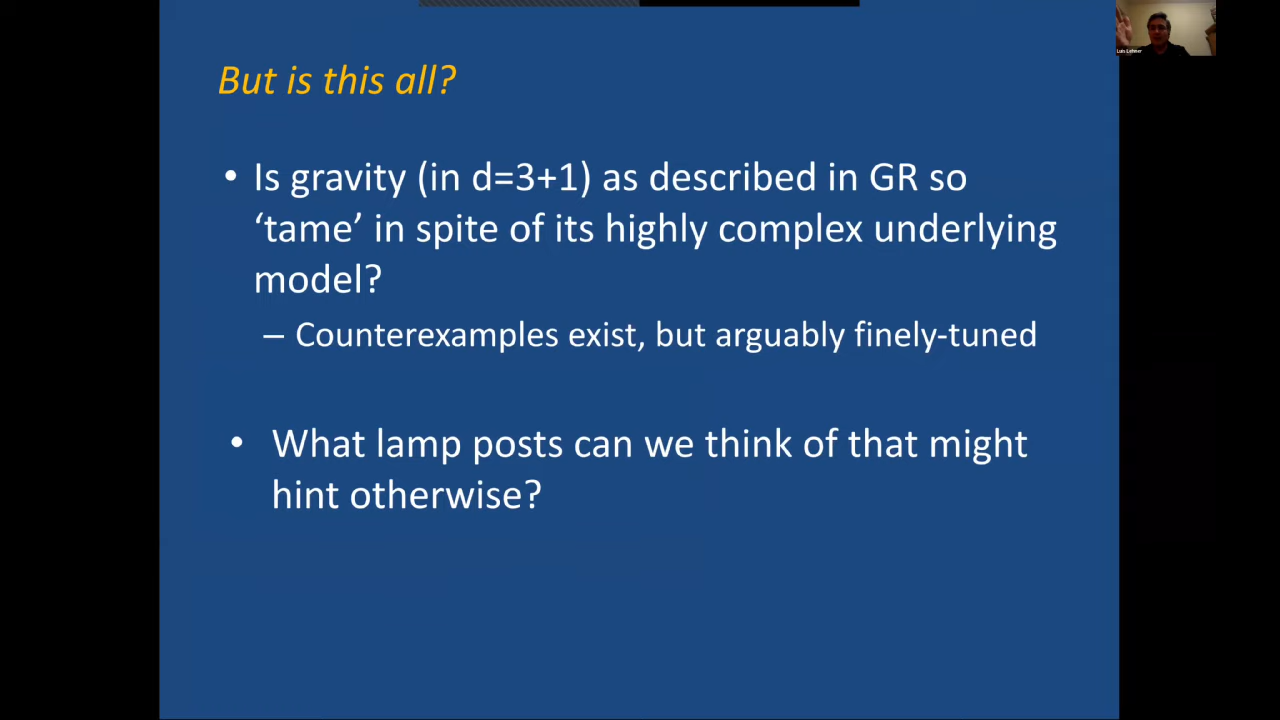 Luis Lehner
But is this all?
• Is gravity (in d=3+1) as described in GR so
‘tame’ in spite of its highly complex underlying
model?
– Counterexamples exist, but arguably finely-tuned
• What lamp posts can we think of that might
hint otherwise?